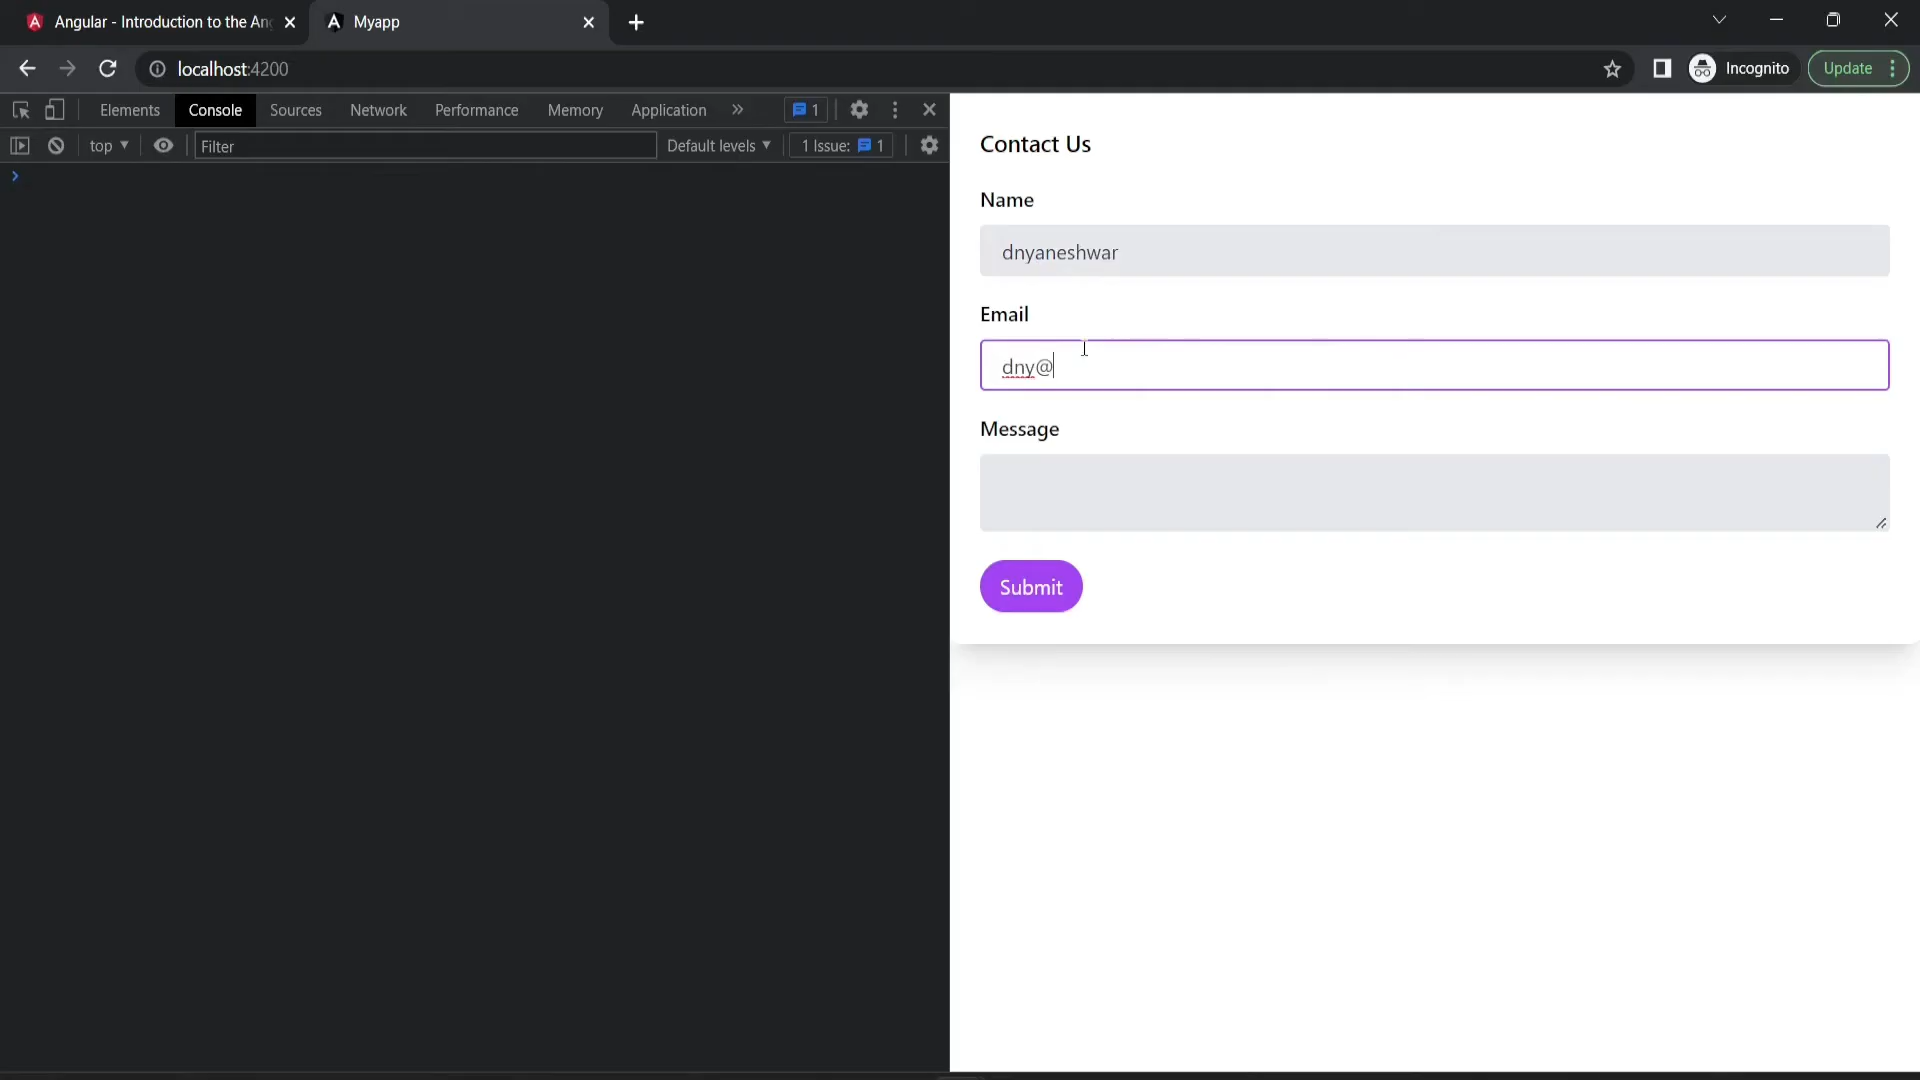 Angular - Introduction to the An
Myapp
localhost:4200
Incognito
Update
Elements
Console
Sources
Network
Performance
Memory
Application
1
top
Filter
Default levels
1 Issue: 1
Contact Us
Name
dnyaneshwar
Email
dny@
Message
Submit